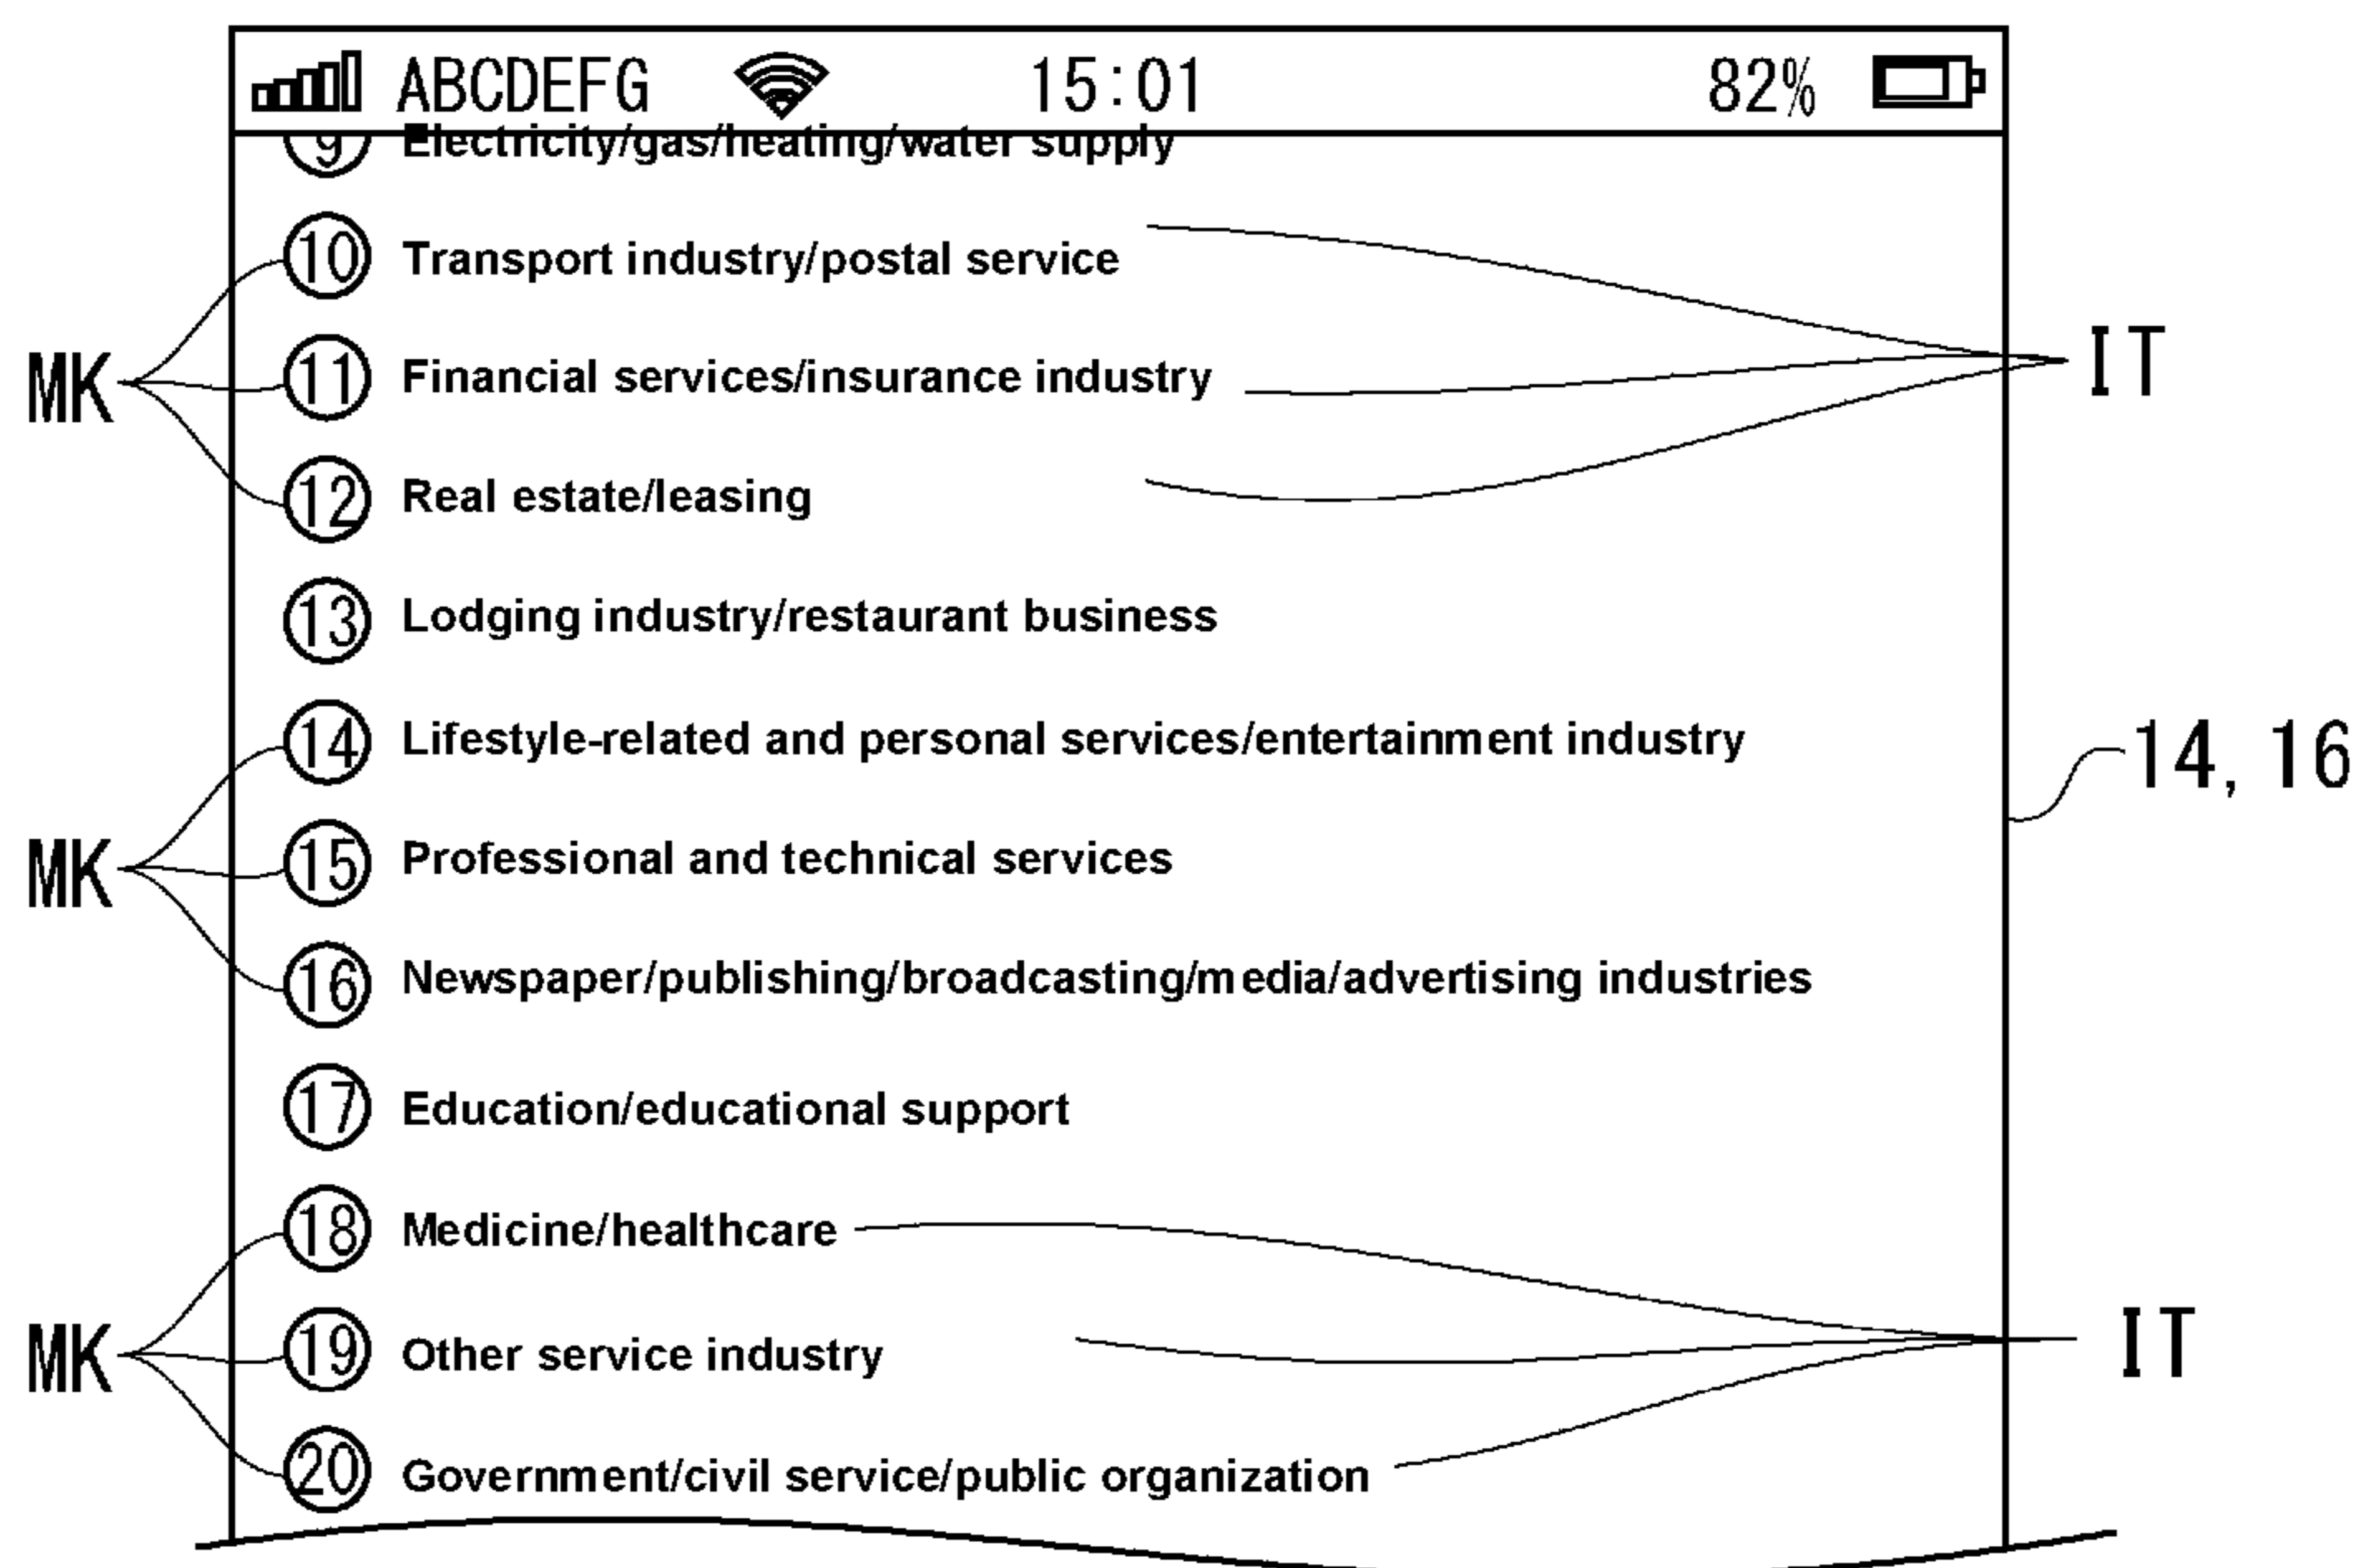 ABCDEFG 15:01 82%
9 Electricity/gas/heating/water supply
10 Transport industry/postal service
MK 11 Financial services/insurance industry IT
12 Real estate/leasing
13 Lodging industry/restaurant business
14 Lifestyle-related and personal services/entertainment industry 14, 16
MK 15 Professional and technical services
16 Newspaper/publishing/broadcasting/media/advertising industries
17 Education/educational support
18 Medicine/healthcare
MK 19 Other service industry IT
20 Government/civil service/public organization